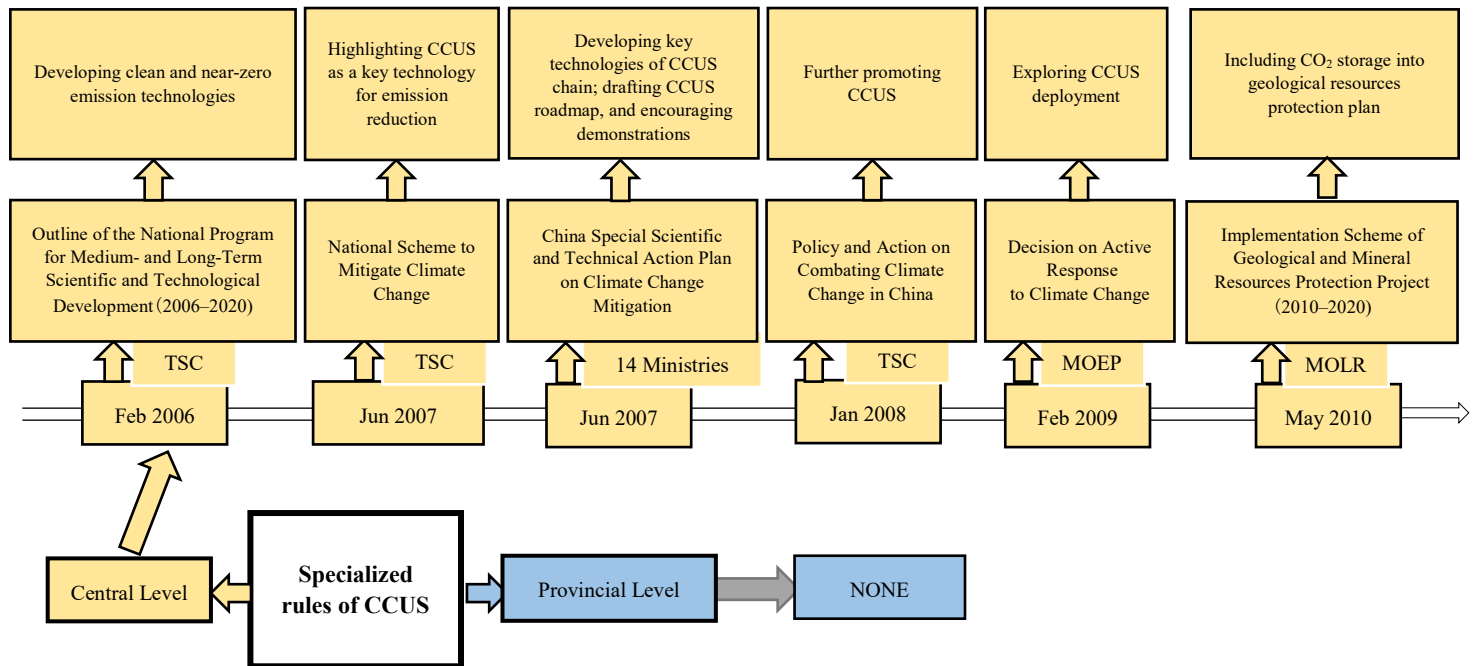 Developing clean and near-zero
emission technologies
Highlighting CCUS
as a key technology
for emission
reduction
Developing key
technologies of CCUS
chain; drafting CCUS
roadmap, and encouraging
demonstrations
Further promoting
CCUS
Exploring CCUS
deployment
Including CO₂ storage into
geological resources
protection plan
Outline of the National Program
for Medium- and Long-Term
Scientific and Technological
Development (2006–2020)
National Scheme to
Mitigate Climate
Change
China Special Scientific
and Technical Action Plan
on Climate Change
Mitigation
Policy and Action on
Combating Climate
Change in China
Decision on Active
Response
to Climate Change
Implementation Scheme of
Geological and Mineral
Resources Protection Project
(2010–2020)
TSC
TSC
14 Ministries
TSC
MOEP
MOLR
Feb 2006
Jun 2007
Jun 2007
Jan 2008
Feb 2009
May 2010
Central Level
Specialized
rules of CCUS
Provincial Level
NONE